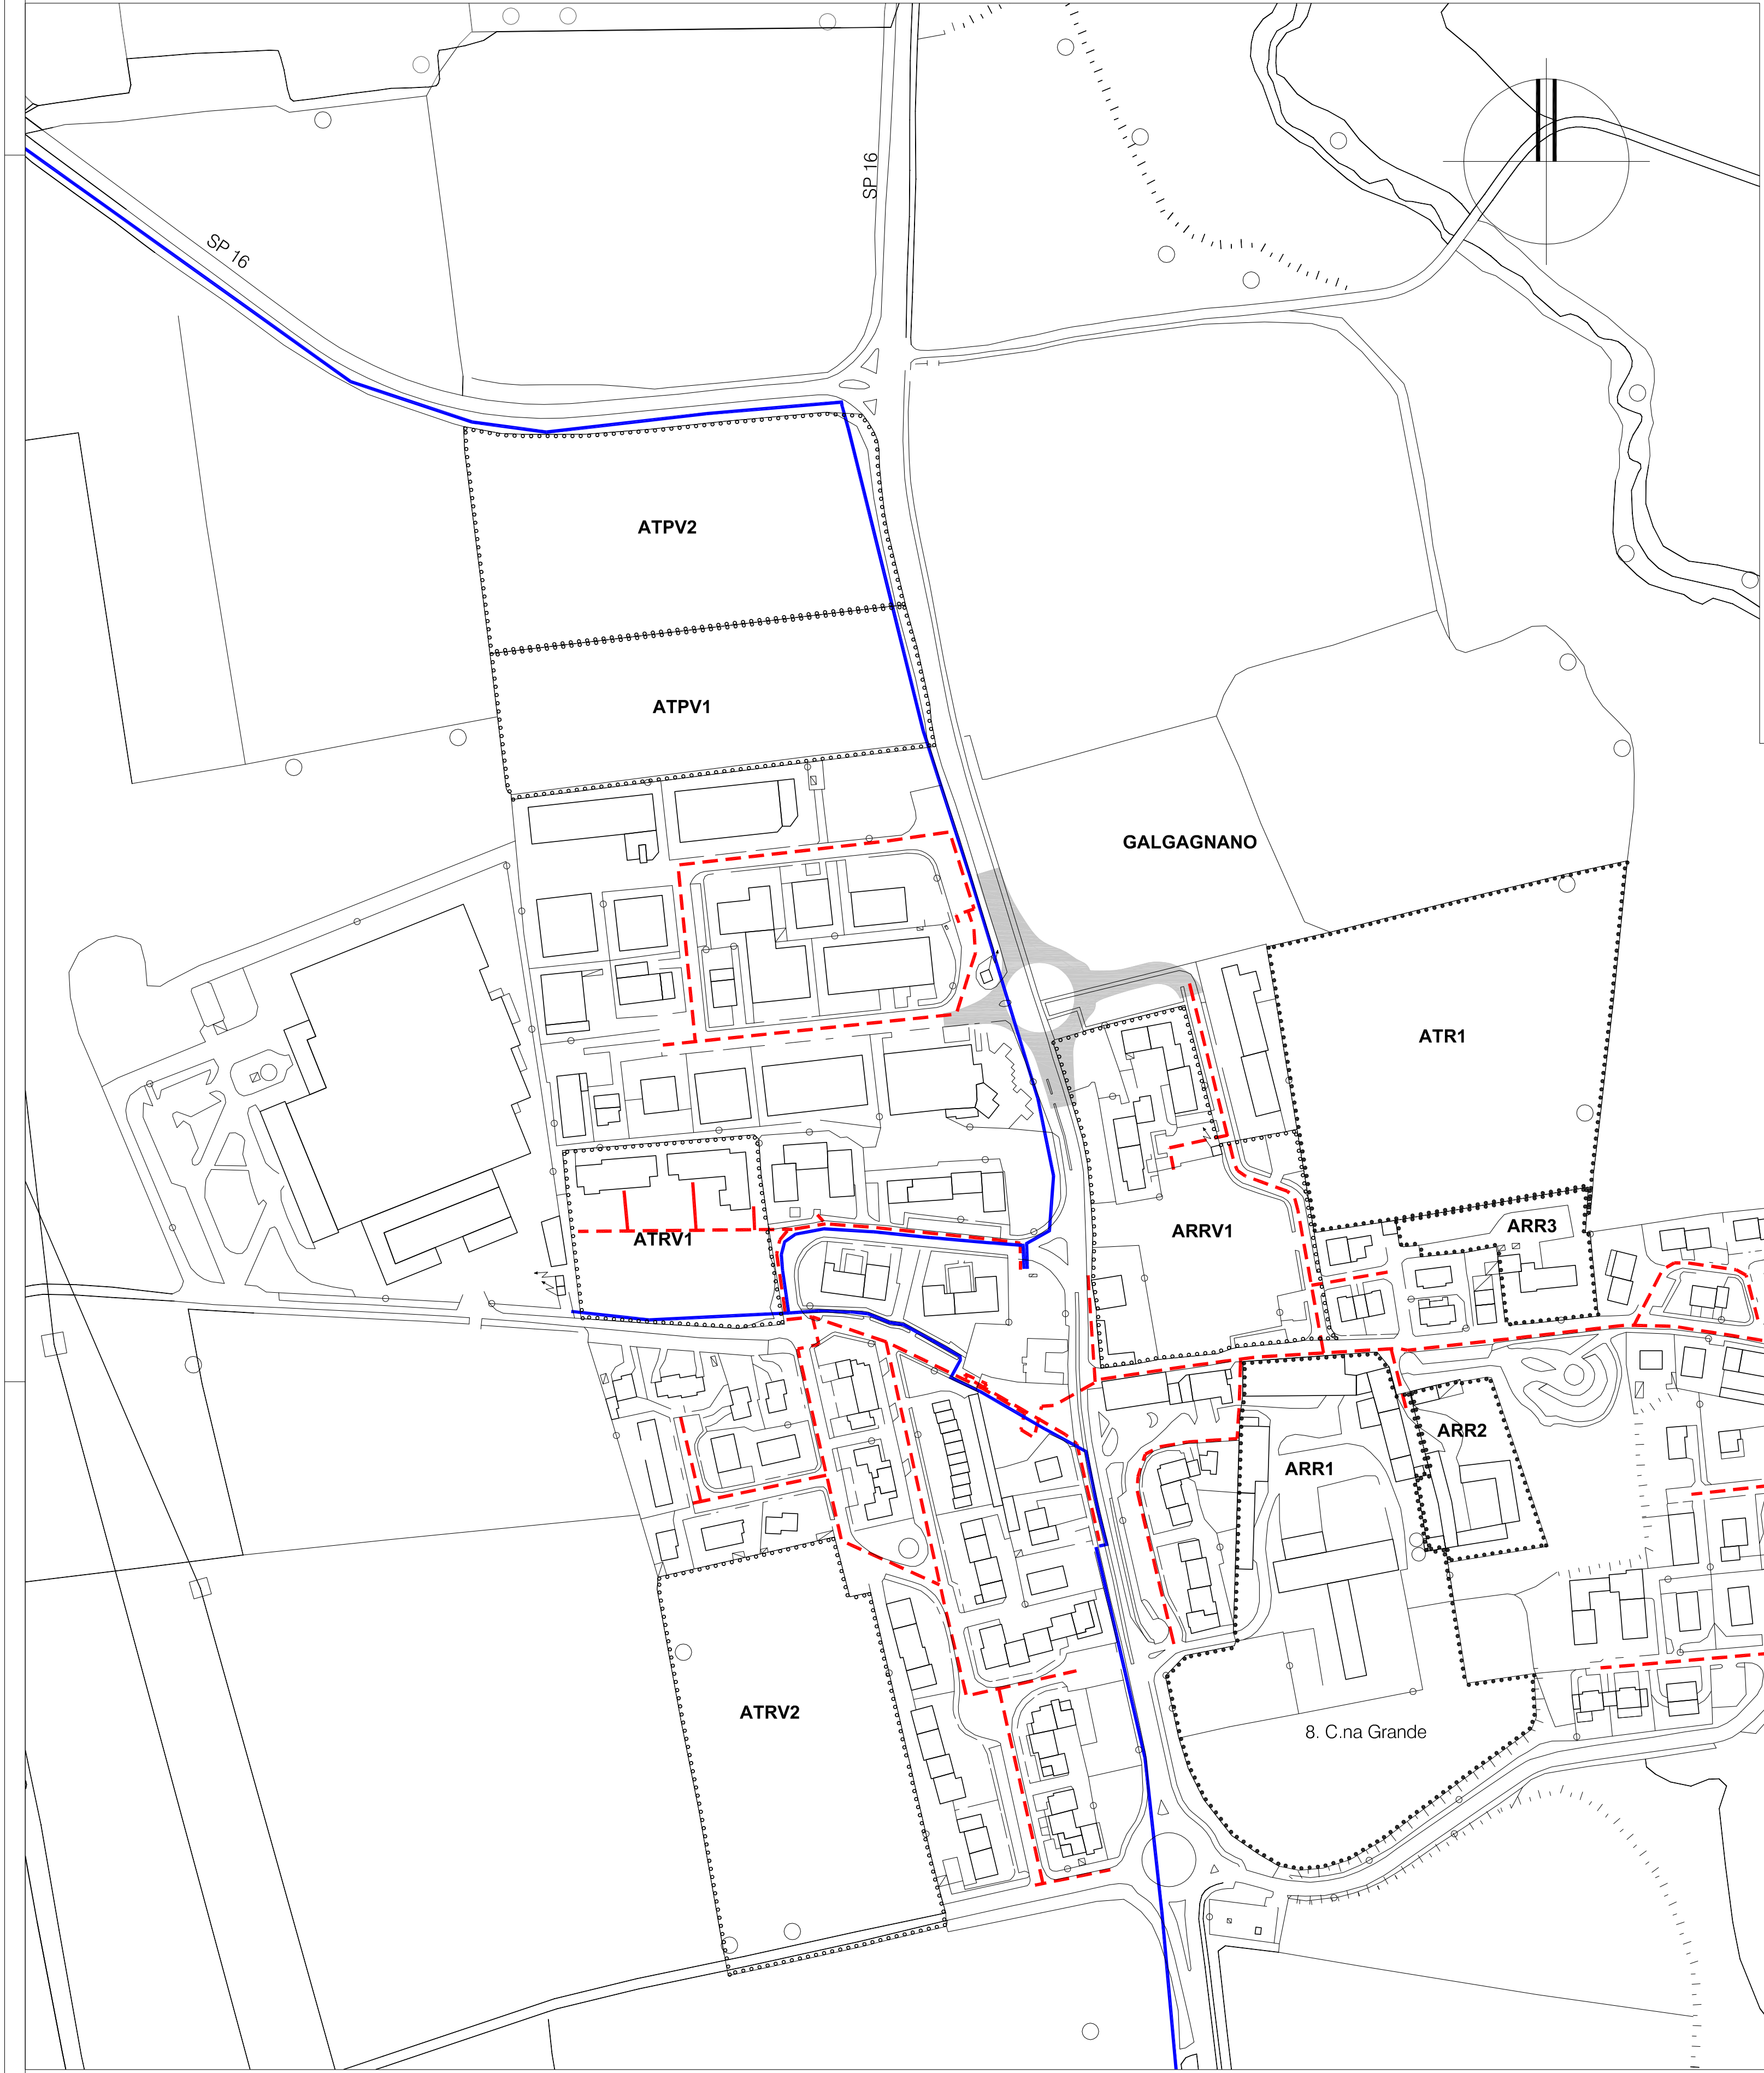 SP 16
SP 16
ATPV2
ATPV1
GALGAGNANO
ATR1
ARR3
ARRV1
ATRV1
ARR2
ARR1
ATRV2
8. C.na Grande